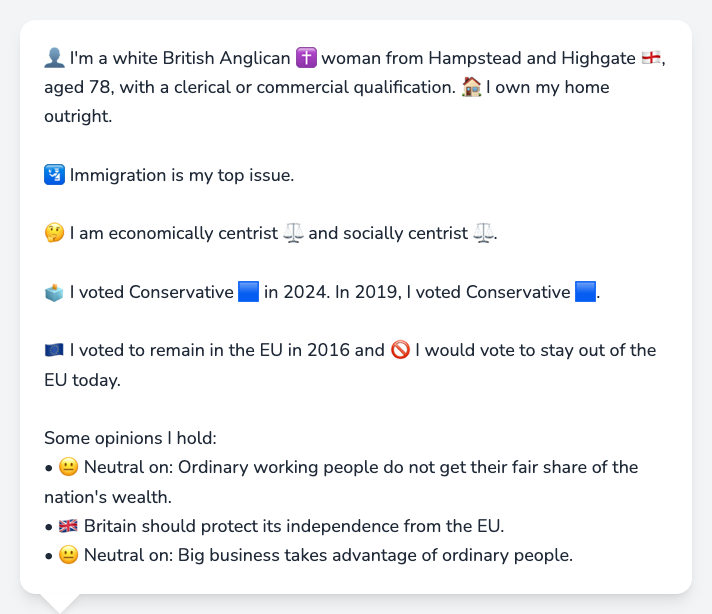 👤 I'm a white British Anglican ✝️ woman from Hampstead and Highgate 🏴󠁧󠁢󠁥󠁮󠁧󠁿,
aged 78, with a clerical or commercial qualification. 🏠 I own my home
outright.
🛂 Immigration is my top issue.
🤔 I am economically centrist ⚖️ and socially centrist ⚖️.
🗳️ I voted Conservative 🟦 in 2024. In 2019, I voted Conservative 🟦.
🇪🇺 I voted to remain in the EU in 2016 and 🚫 I would vote to stay out of the
EU today.
Some opinions I hold:
• 😐 Neutral on: Ordinary working people do not get their fair share of the
nation's wealth.
• 🇬🇧 Britain should protect its independence from the EU.
• 😐 Neutral on: Big business takes advantage of ordinary people.